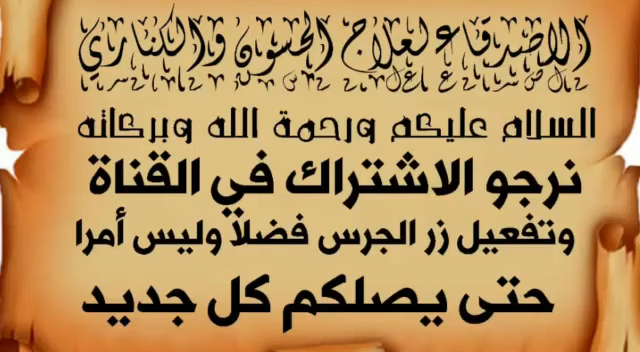 الاصدقاء لعلاج الحسون والكناري
السلام عليكم ورحمة الله وبركاته
نرجو الاشتراك في القناة
وتفعيل زر الجرس فضلا وليس أمرا
حتى يصلكم كل جديد